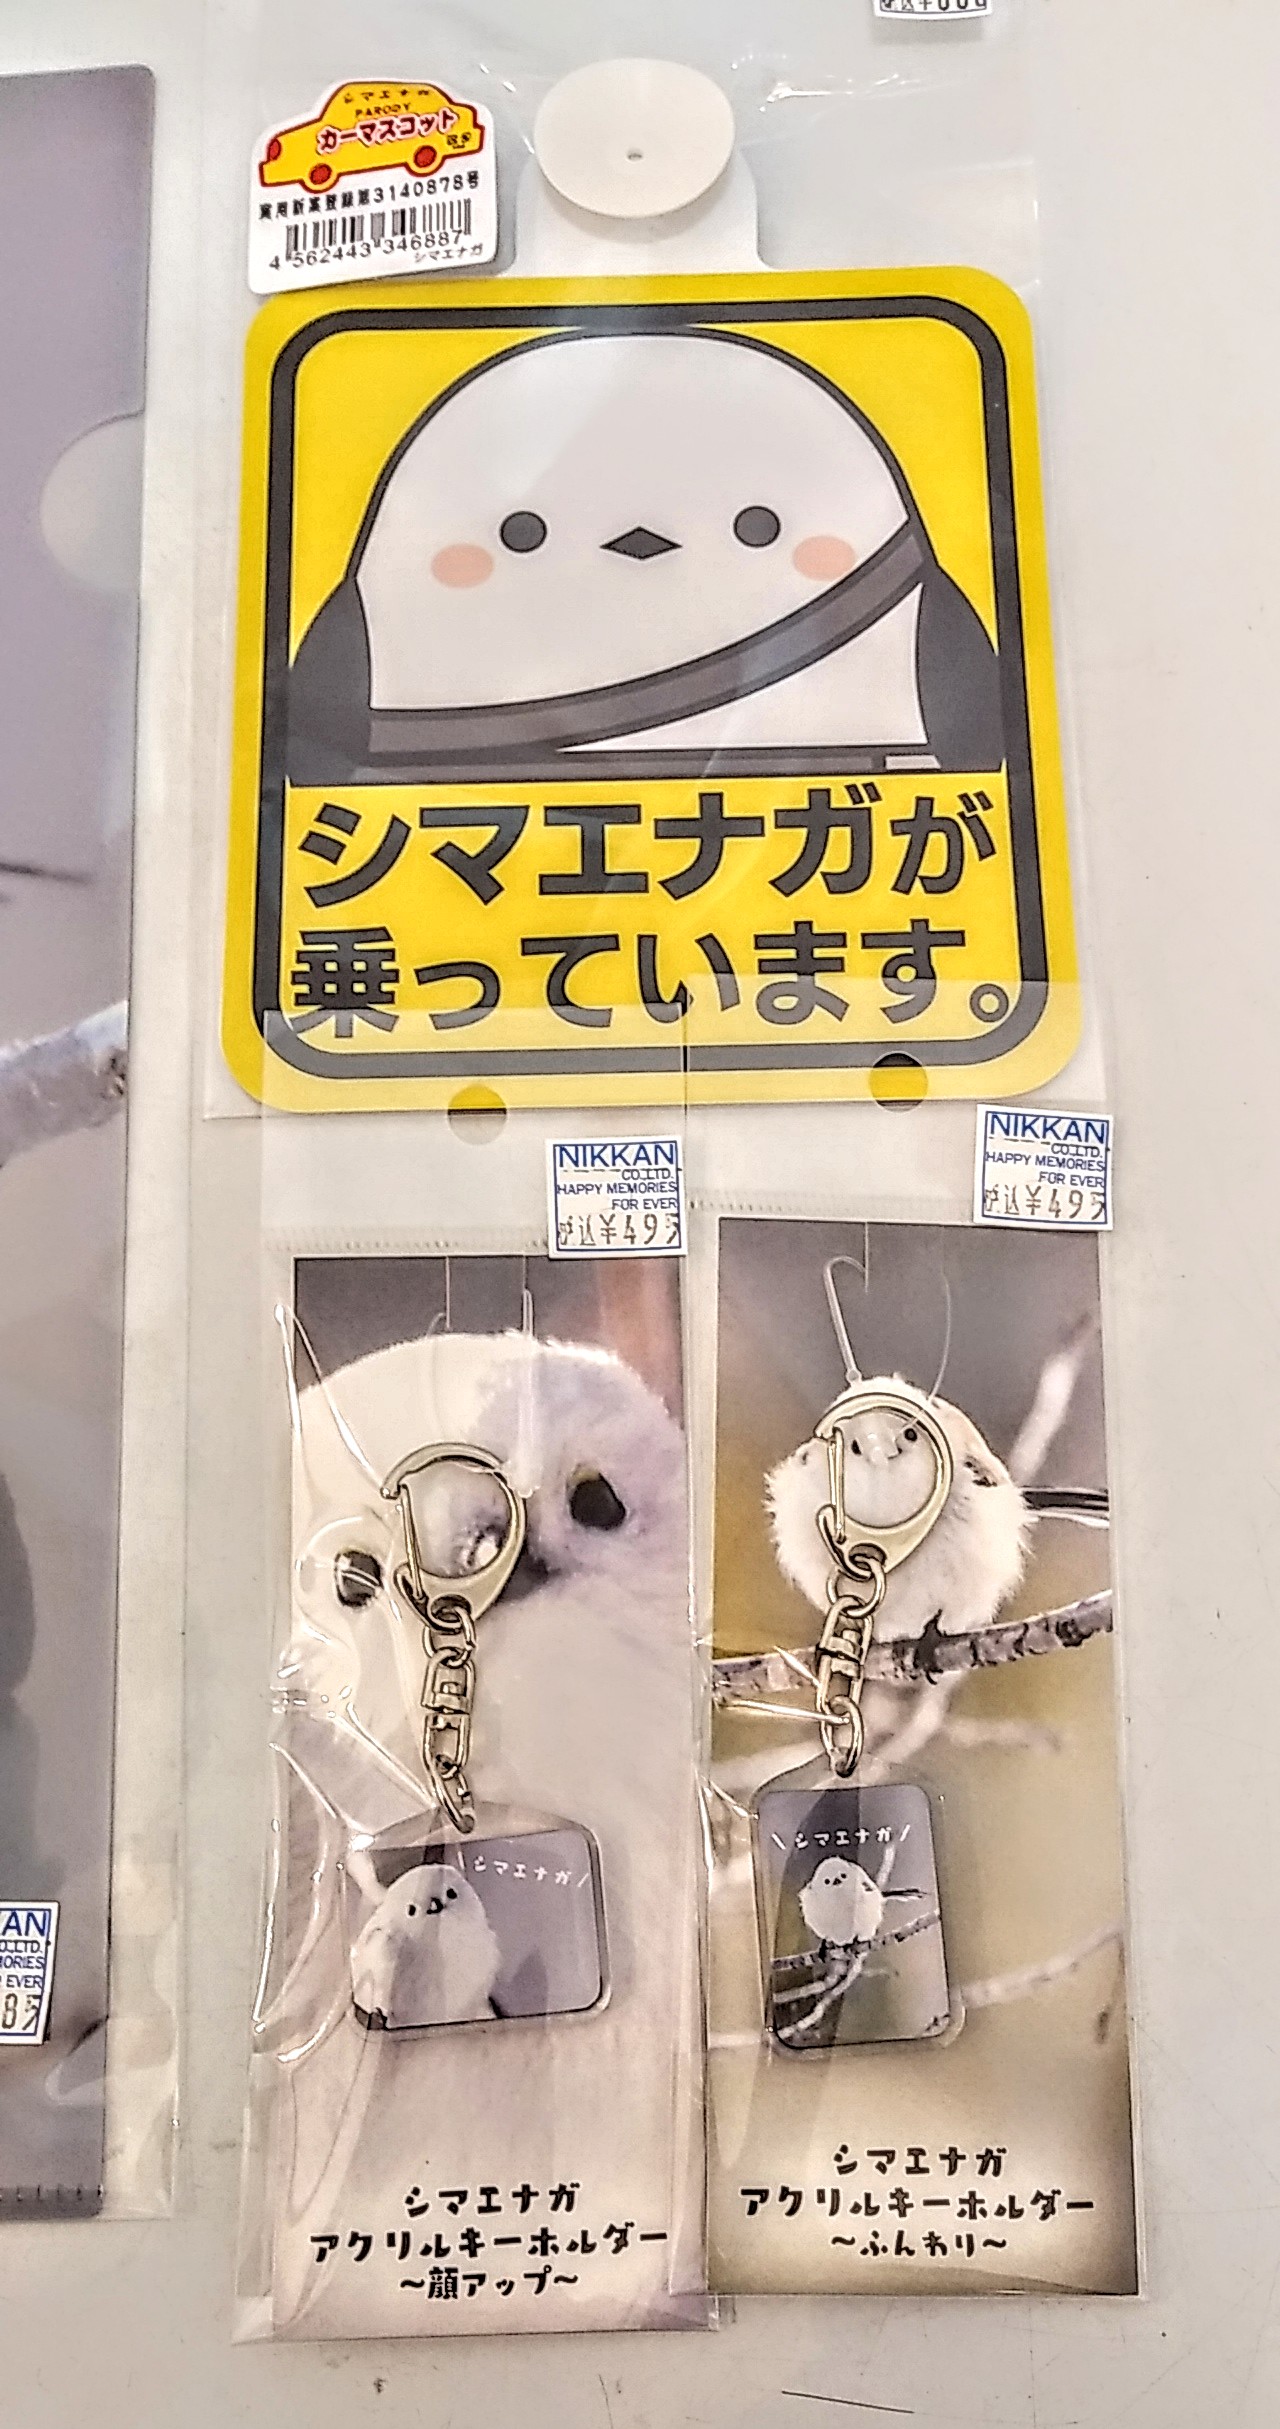 シマエナガ
PARODY
カーマスコット
実用新案登録第3140878号
4 562443 346887
シマエナガ
シマエナガが
乗っています。
NIKKAN
CO.,LTD.
HAPPY MEMORIES
FOR EVER
税込¥495
NIKKAN
CO.,LTD.
HAPPY MEMORIES
FOR EVER
税込¥495
\シマエナガ/
シマエナガ
アクリルキーホルダー
～顔アップ～
\シマエナガ/
シマエナガ
アクリルキーホルダー
～ふんわり～
AN
O.,LTD.
ORIES
EVER
85